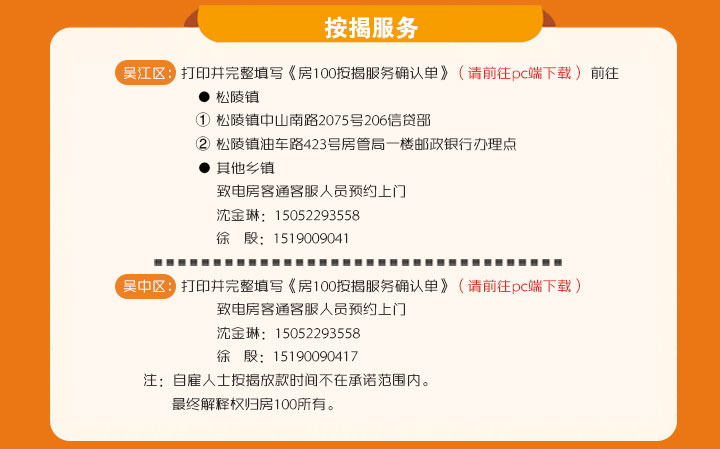 按揭服务
吴江区：打印并完整填写《房100按揭服务确认单》（请前往pc端下载）前往
● 松陵镇
① 松陵镇中山南路2075号206信贷部
② 松陵镇油车路423号房管局一楼邮政银行办理点
● 其他乡镇
致电房客通客服人员预约上门
沈金琳：15052293558
徐 殷：1519009041
吴中区：打印并完整填写《房100按揭服务确认单》（请前往pc端下载）
致电房客通客服人员预约上门
沈金琳：15052293558
徐 殷：15190090417
注：自雇人士按揭放款时间不在承诺范围内。
最终解释权归房100所有。